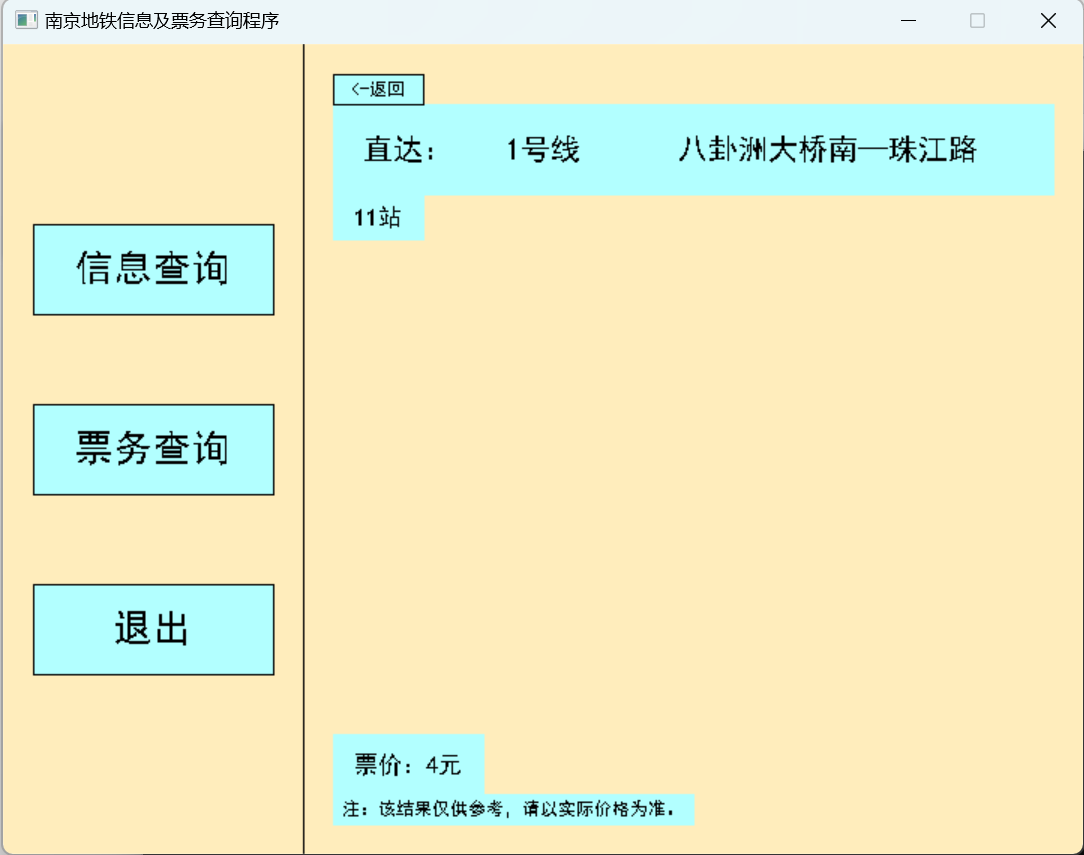 南京地铁信息及票务查询程序
<-返回
直达： 1号线 八卦洲大桥南—珠江路
11站
信息查询
票务查询
退出
票价：4元
注：该结果仅供参考，请以实际价格为准。